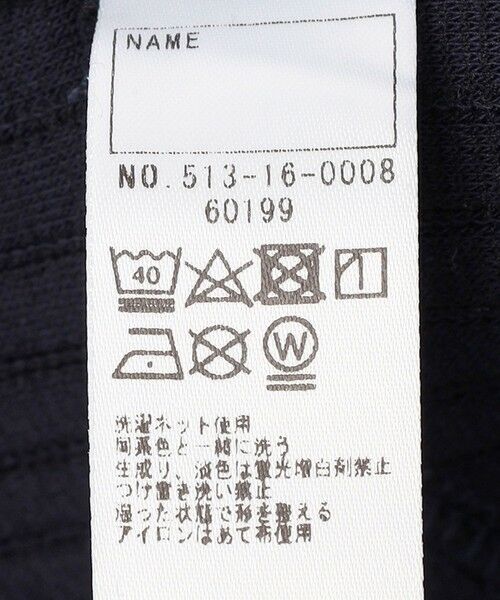 NAME
NO.513-16-0008
60199
40
W
洗濯ネット使用
同系色と一緒に洗う
生成り、淡色は蛍光増白剤禁止
つけ置き洗い禁止
湿った状態で形を整える
アイロンはあて布使用